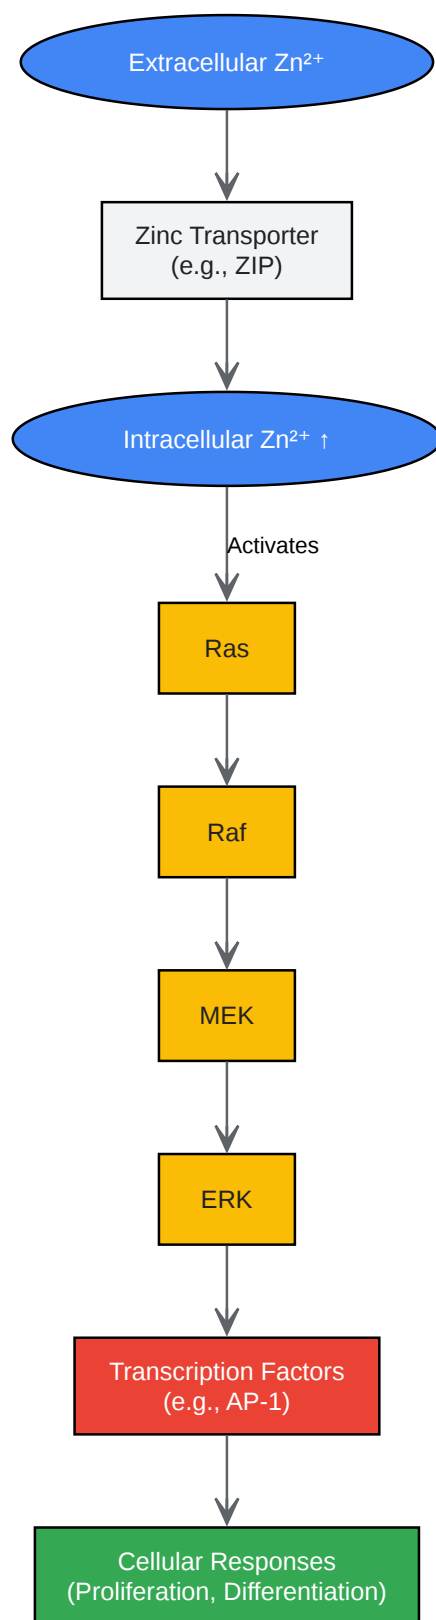 Extracellular Zn²⁺
Zinc Transporter
(e.g., ZIP)
Intracellular Zn²⁺ ↑
Activates
Ras
Raf
MEK
ERK
Transcription Factors
(e.g., AP-1)
Cellular Responses
(Proliferation, Differentiation)